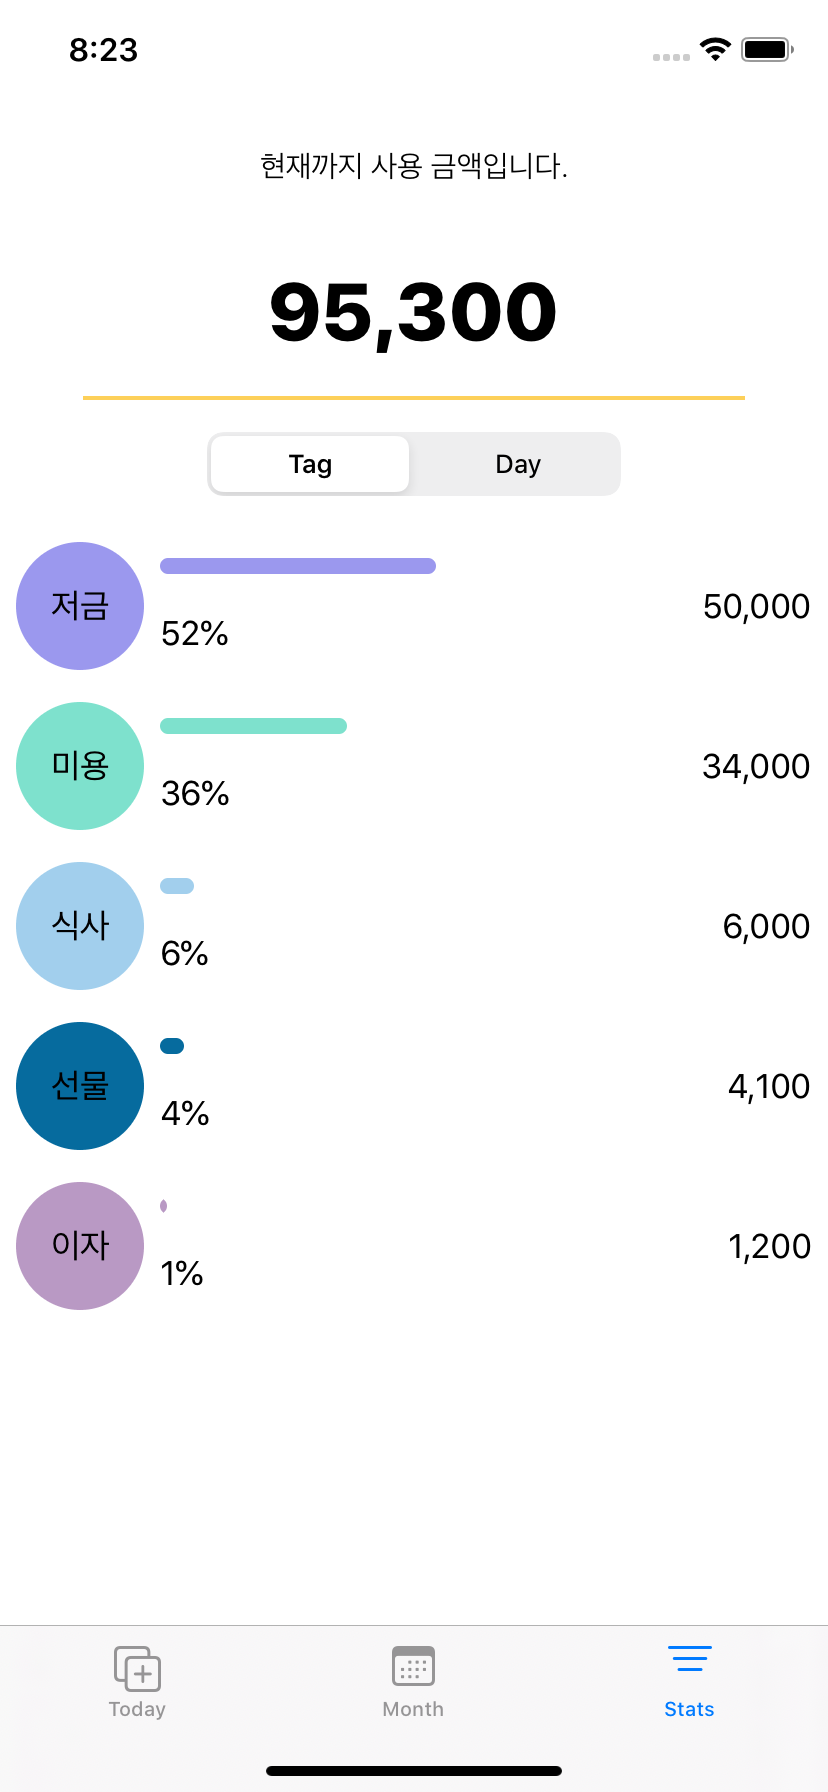 8:23
현재까지 사용 금액입니다.
95,300
Tag Day
저금
52%
50,000
미용
36%
34,000
식사
6%
6,000
선물
4%
4,100
이자
1%
1,200
Today Month Stats